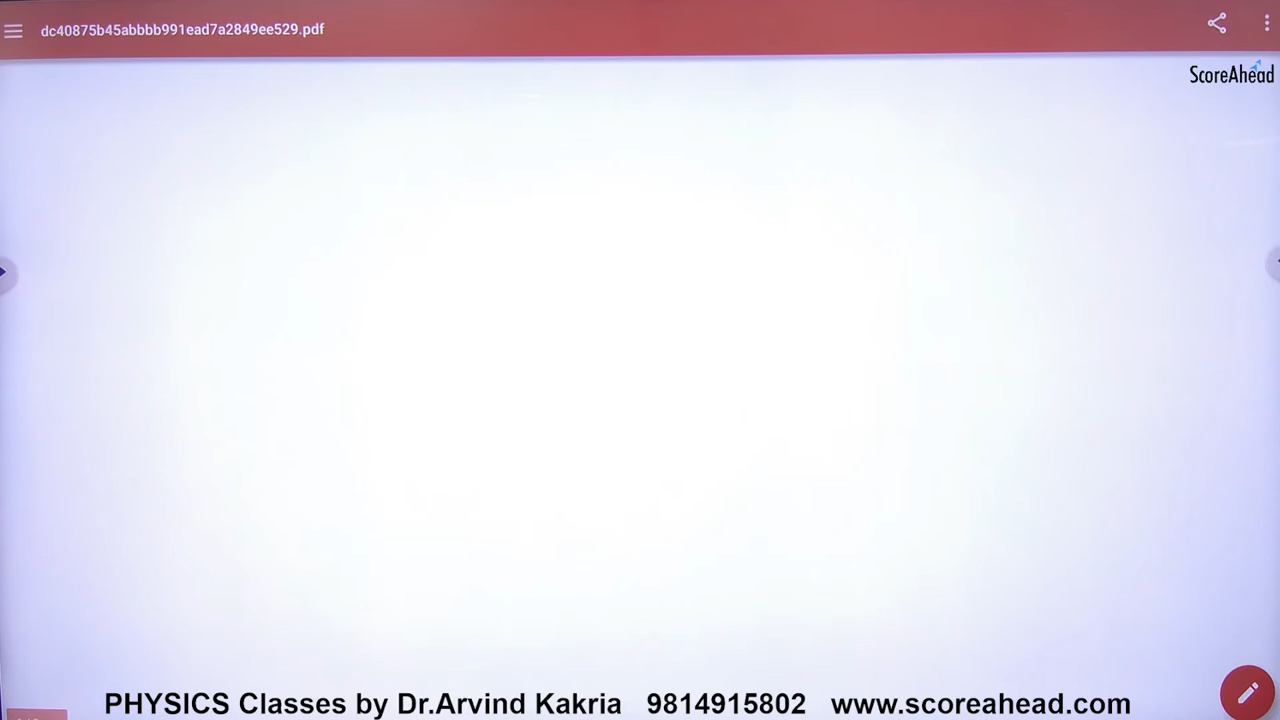 dc40875b45abbbb991ead7a2849ee529.pdf
ScoreAhead
PHYSICS Classes by Dr.Arvind Kakria 9814915802 www.scoreahead.com